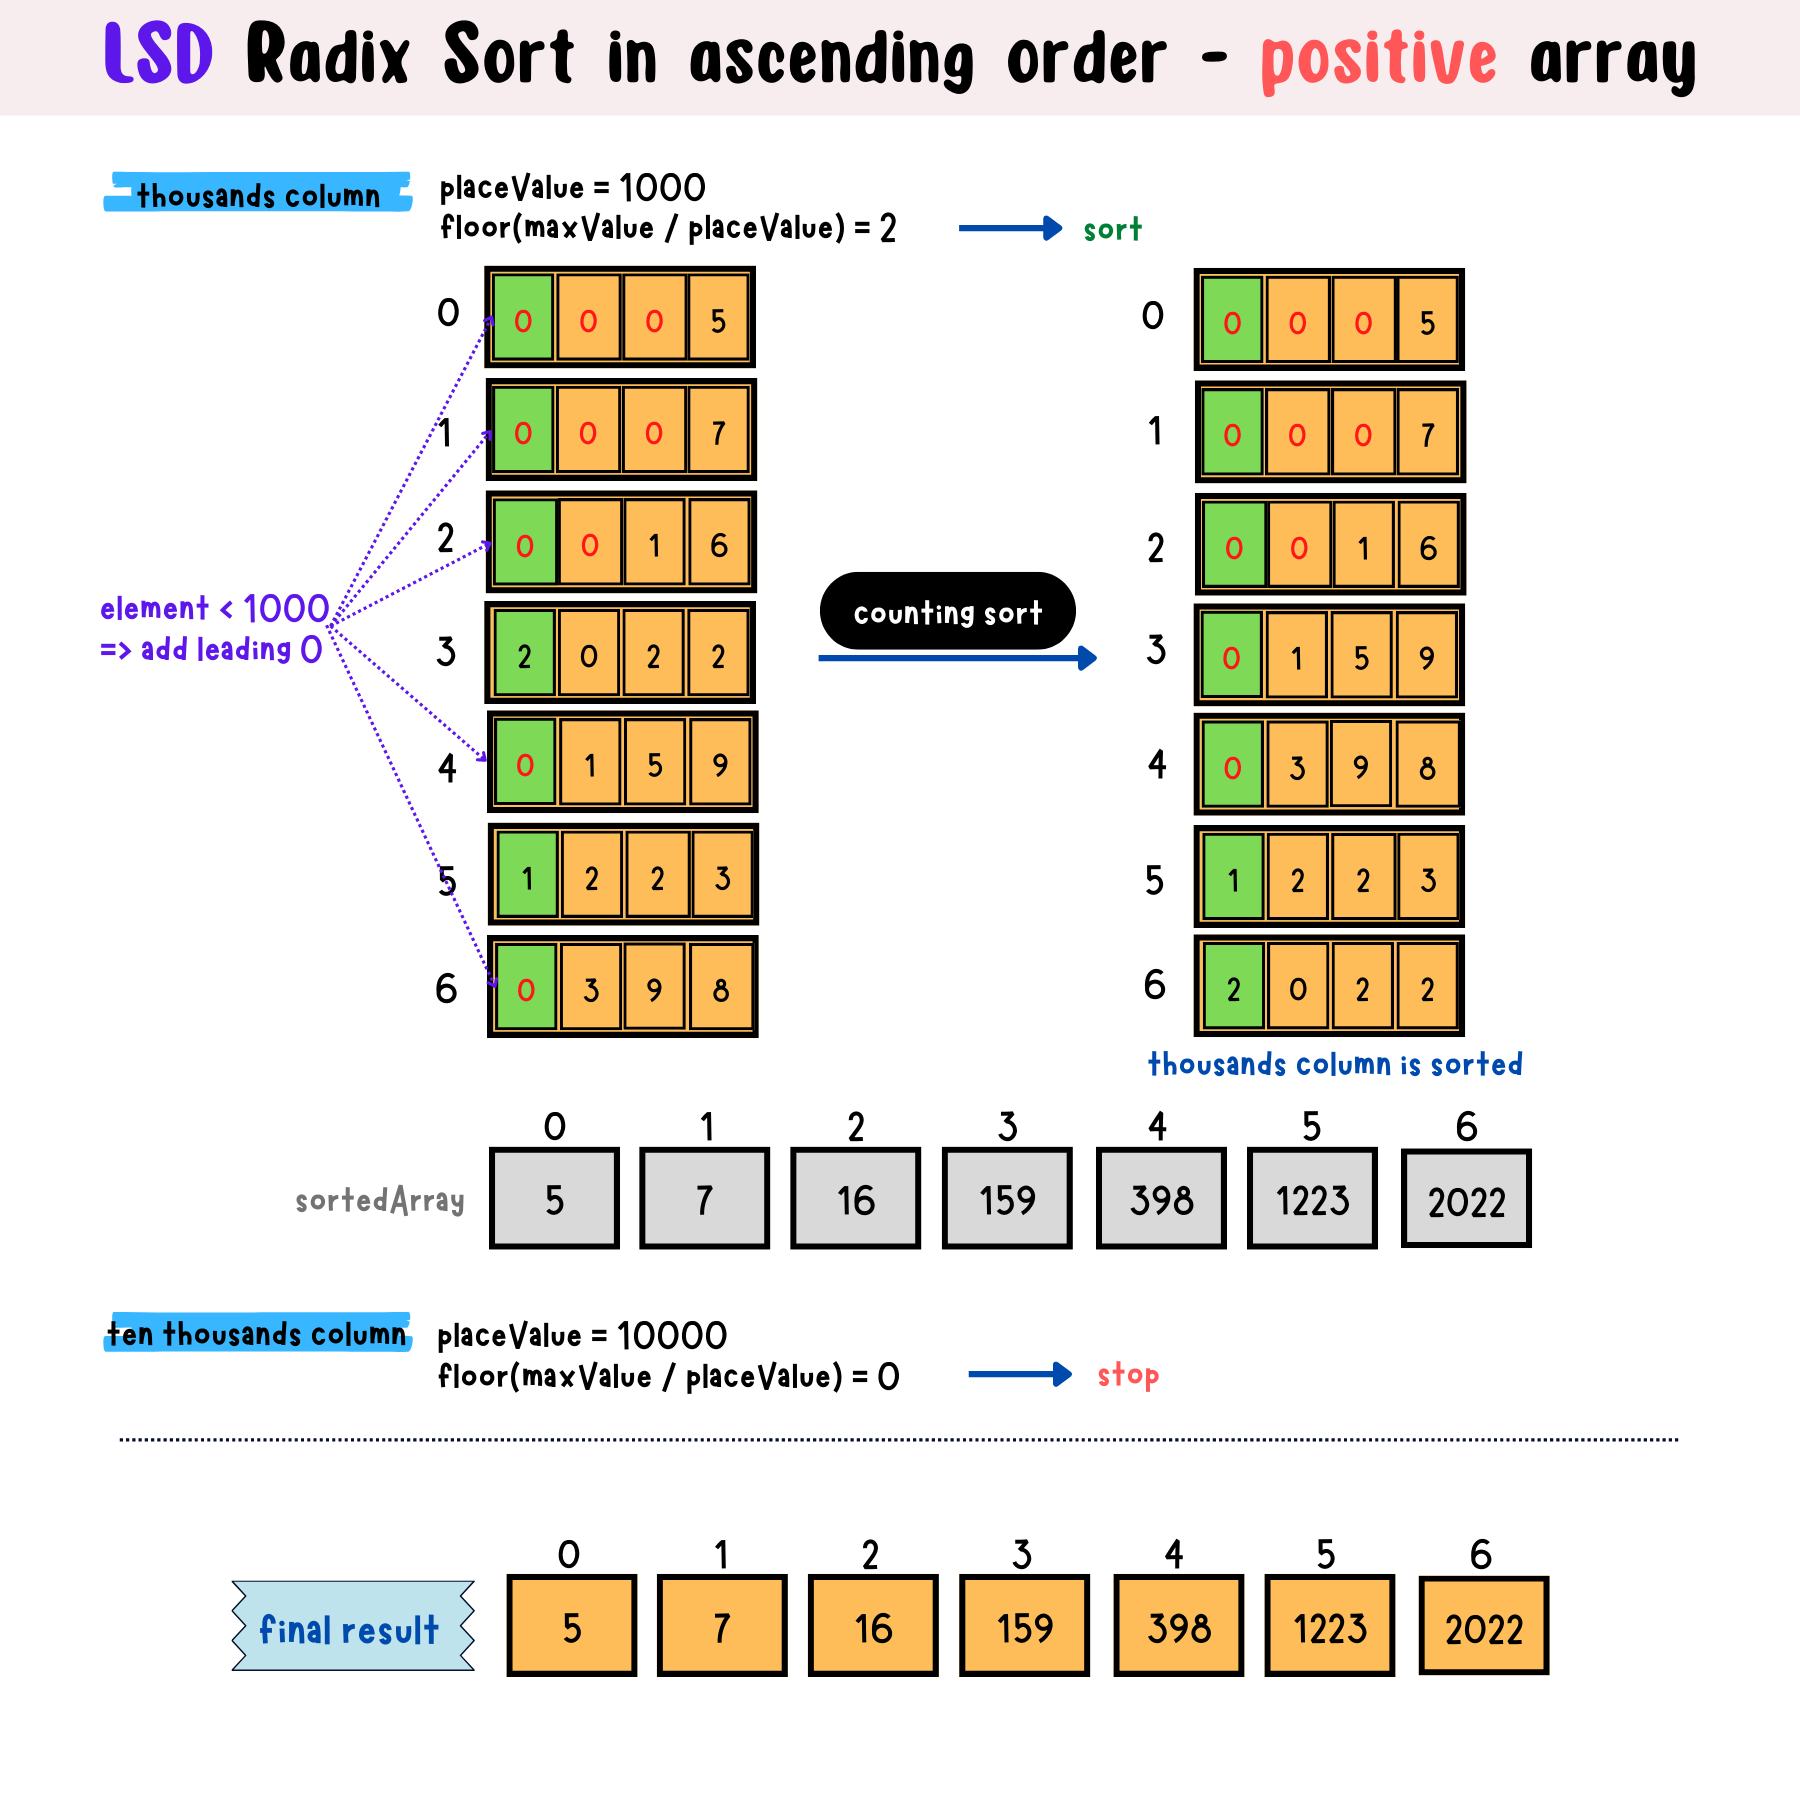 LSD Radix Sort in ascending order - positive array
thousands column
placeValue = 1000
floor(maxValue / placeValue) = 2
sort
0 0 0 0 5
1 0 0 0 7
2 0 0 1 6
3 2 0 2 2
4 0 1 5 9
5 1 2 2 3
6 0 3 9 8
element < 1000
=> add leading 0
counting sort
0 0 0 0 5
1 0 0 0 7
2 0 0 1 6
3 0 1 5 9
4 0 3 9 8
5 1 2 2 3
6 2 0 2 2
thousands column is sorted
0 1 2 3 4 5 6
sortedArray 5 7 16 159 398 1223 2022
ten thousands column
placeValue = 10000
floor(maxValue / placeValue) = 0
stop
0 1 2 3 4 5 6
final result 5 7 16 159 398 1223 2022